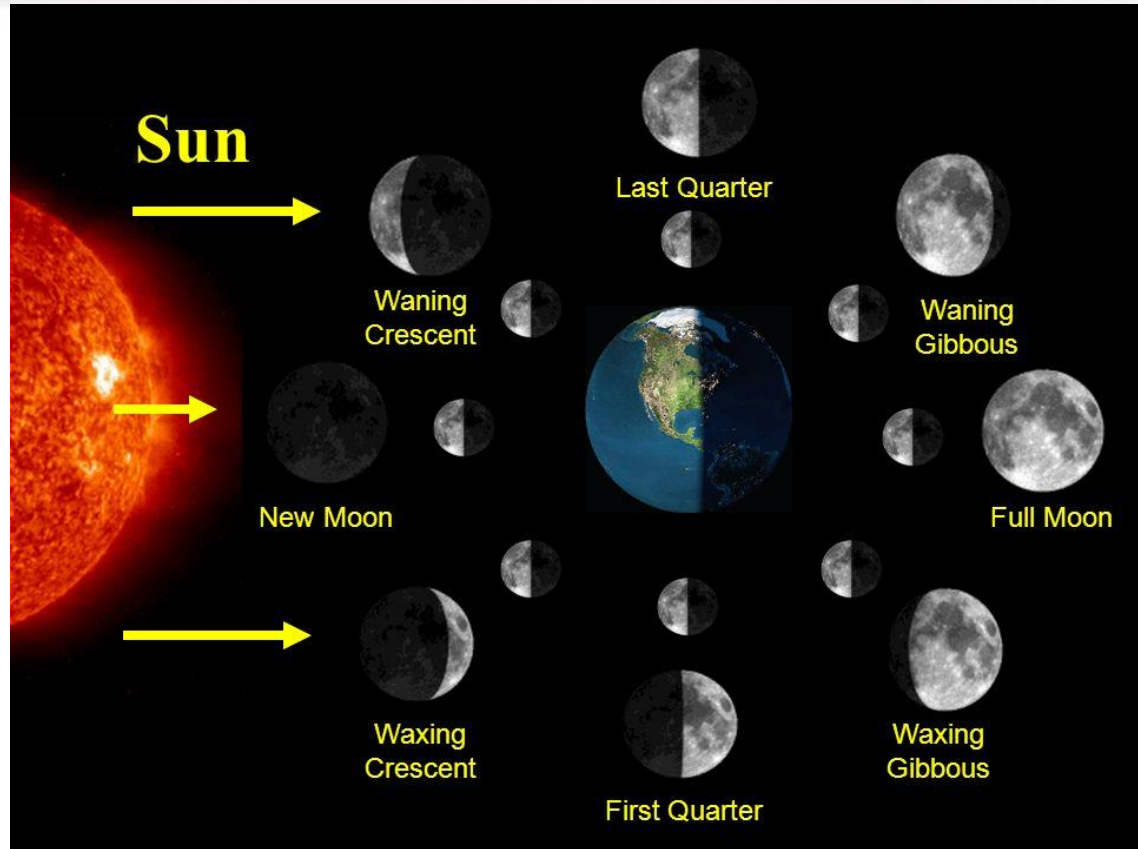 Sun
Last Quarter
Waning
Crescent
Waning
Gibbous
New Moon
Full Moon
Waxing
Crescent
Waxing
Gibbous
First Quarter